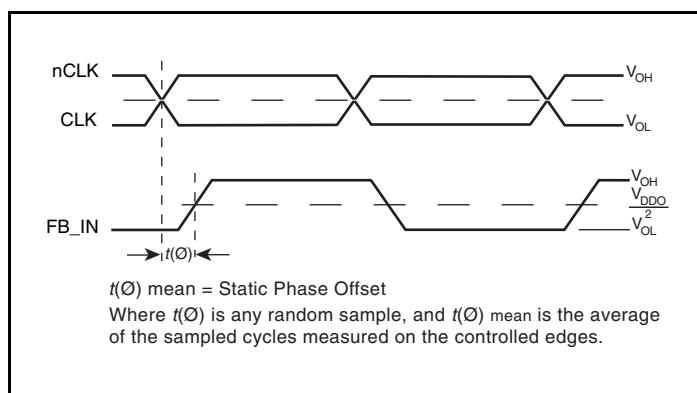 nCLK
V_OH
CLK
V_OL
V_OH
V_DDO
2
FB_IN
V_OL
t(Ø)
t(Ø) mean = Static Phase Offset
Where t(Ø) is any random sample, and t(Ø) mean is the average
of the sampled cycles measured on the controlled edges.